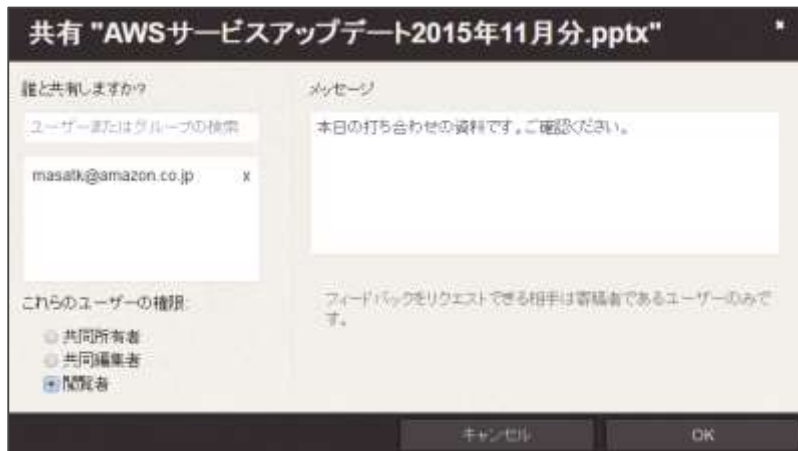 共有 "AWSサービスアップデート2015年11月分.pptx"
誰と共有しますか?
ユーザーまたはグループの検索
masatk@amazon.co.jp x
これらのユーザーの権限:
共同所有者
共同編集者
閲覧者
メッセージ
本日の打ち合わせの資料です。ご確認ください。
フィードバックをリクエストできる相手は寄稿者であるユーザーのみで
す。
キャンセル
OK